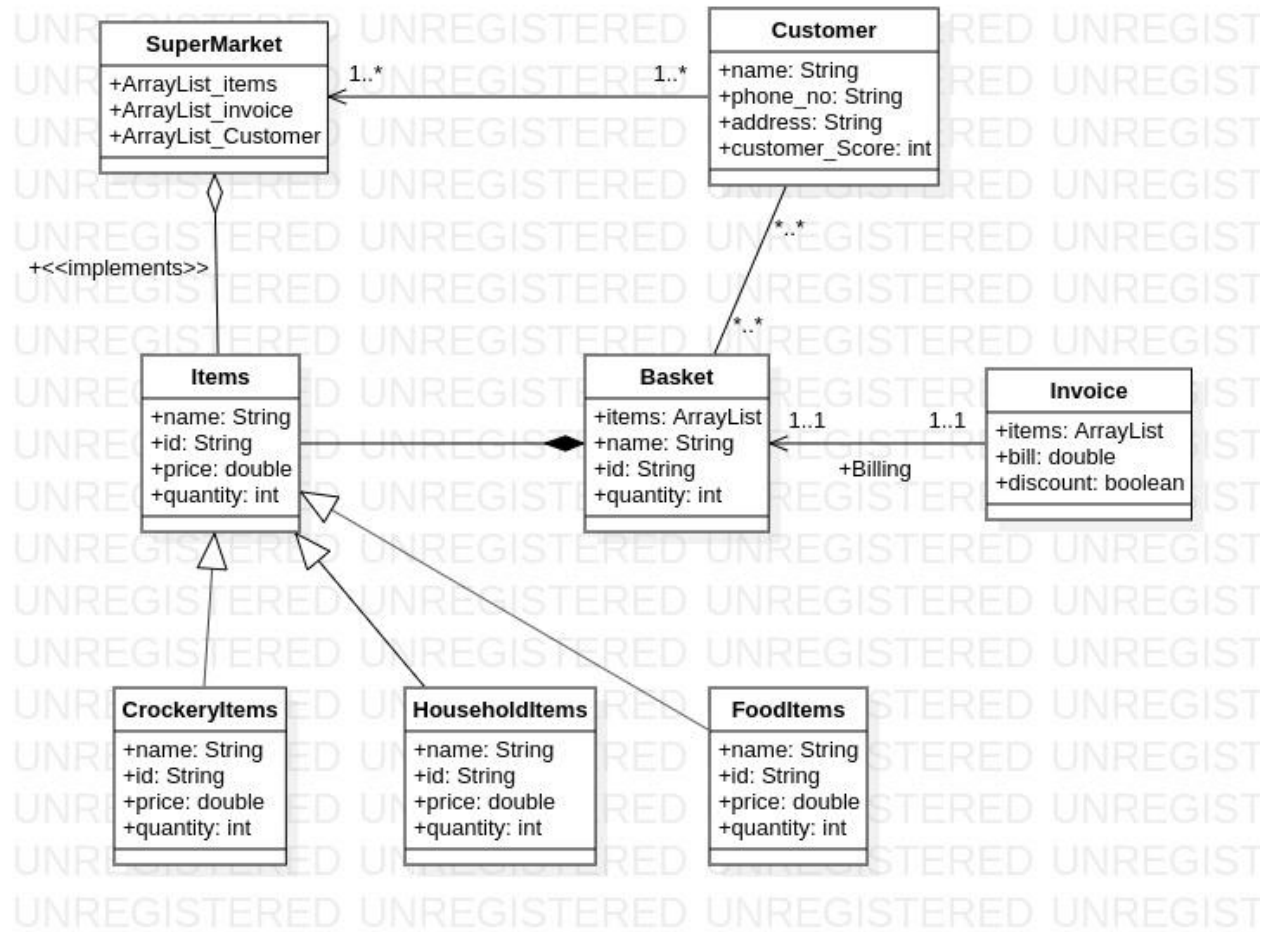 SuperMarket
+ArrayList_items
+ArrayList_invoice
+ArrayList_Customer
1..*
1..*
Customer
+name: String
+phone_no: String
+address: String
+customer_Score: int
*..*
+<<implements>>
*..*
Items
+name: String
+id: String
+price: double
+quantity: int
Basket
+items: ArrayList
+name: String
+id: String
+quantity: int
1..1
1..1
+Billing
Invoice
+items: ArrayList
+bill: double
+discount: boolean
CrockeryItems
+name: String
+id: String
+price: double
+quantity: int
HouseholdItems
+name: String
+id: String
+price: double
+quantity: int
FoodItems
+name: String
+id: String
+price: double
+quantity: int
UNREGISTERED